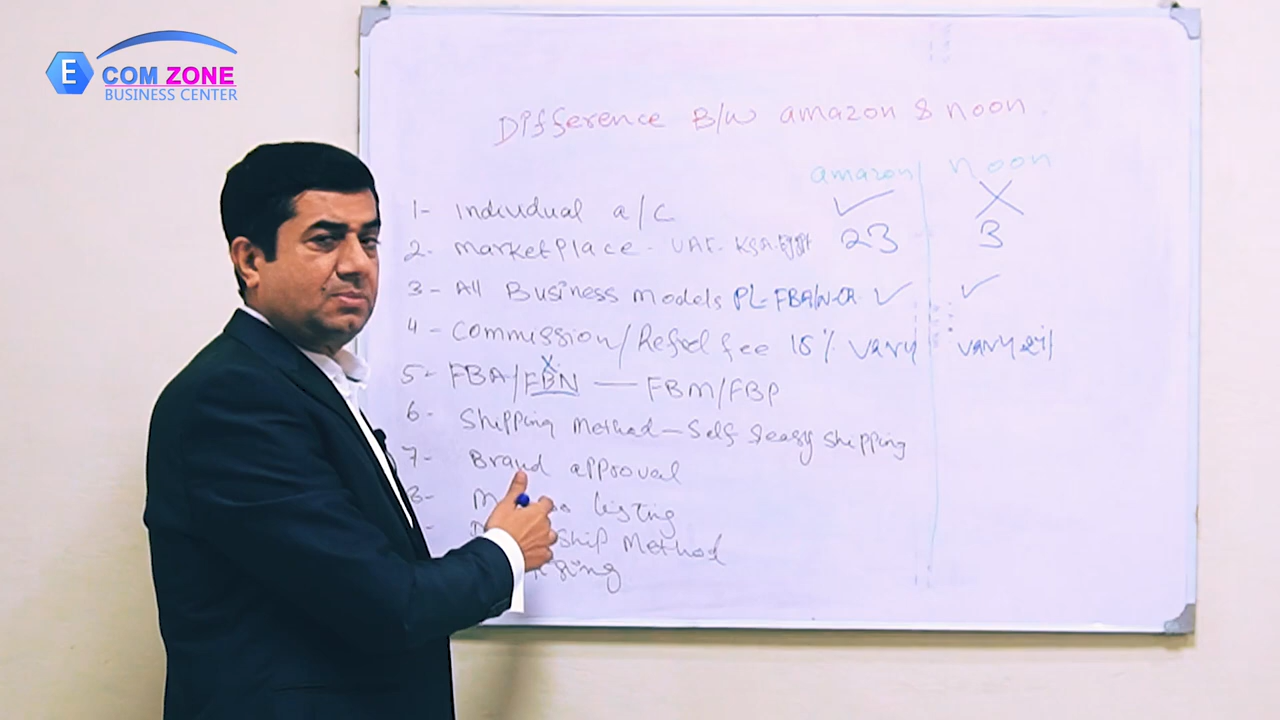 E COM ZONE
BUSINESS CENTER
Difference B/w amazon & noon.
amazon noon
1- Individual a/c ✓ X
2. Marketplace - UAE. KSA. Egypt 23 3
3- All Business Models PL- FBA/ ✓ ✓
4- Commission/ fee 15% vary vary
5- FBA/FBN — FBM/FBP
X
6- Shipping Method - Self & easy shipping
7- Brand approval
8- listing
- ship Method